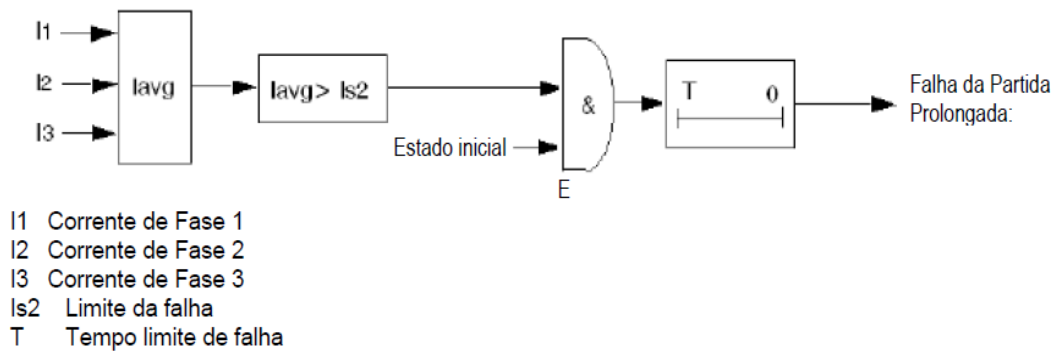 I1
I2
I3
Iavg
Iavg> Is2
Estado inicial
&
E
T 0
Falha da Partida
Prolongada:
I1 Corrente de Fase 1
I2 Corrente de Fase 2
I3 Corrente de Fase 3
Is2 Limite da falha
T Tempo limite de falha